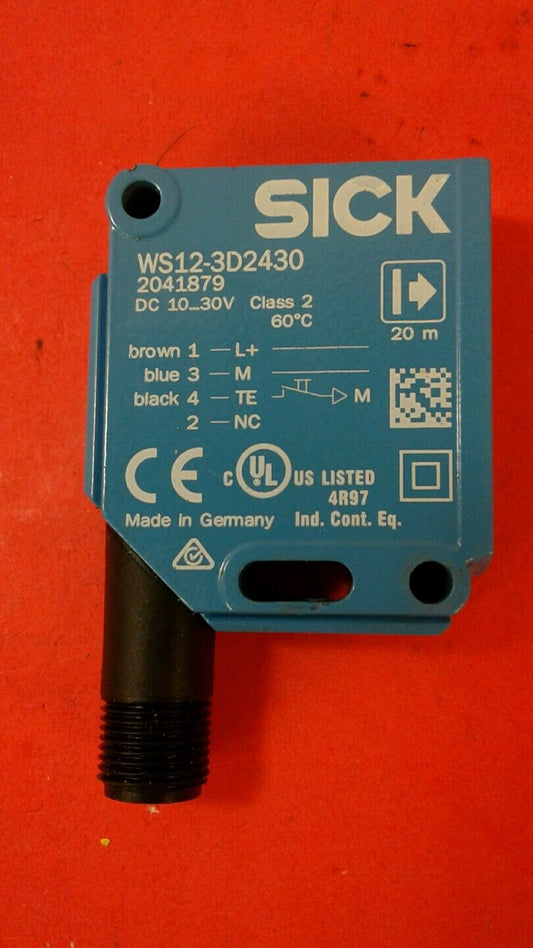 SICK
WS12-3D2430
2041879
DC 10...30V Class 2
60°C
20 m
brown 1 — L+
blue 3 — M
black 4 — TE M
2 — NC
CE C UL US LISTED
4R97
Made in Germany Ind. Cont. Eq.